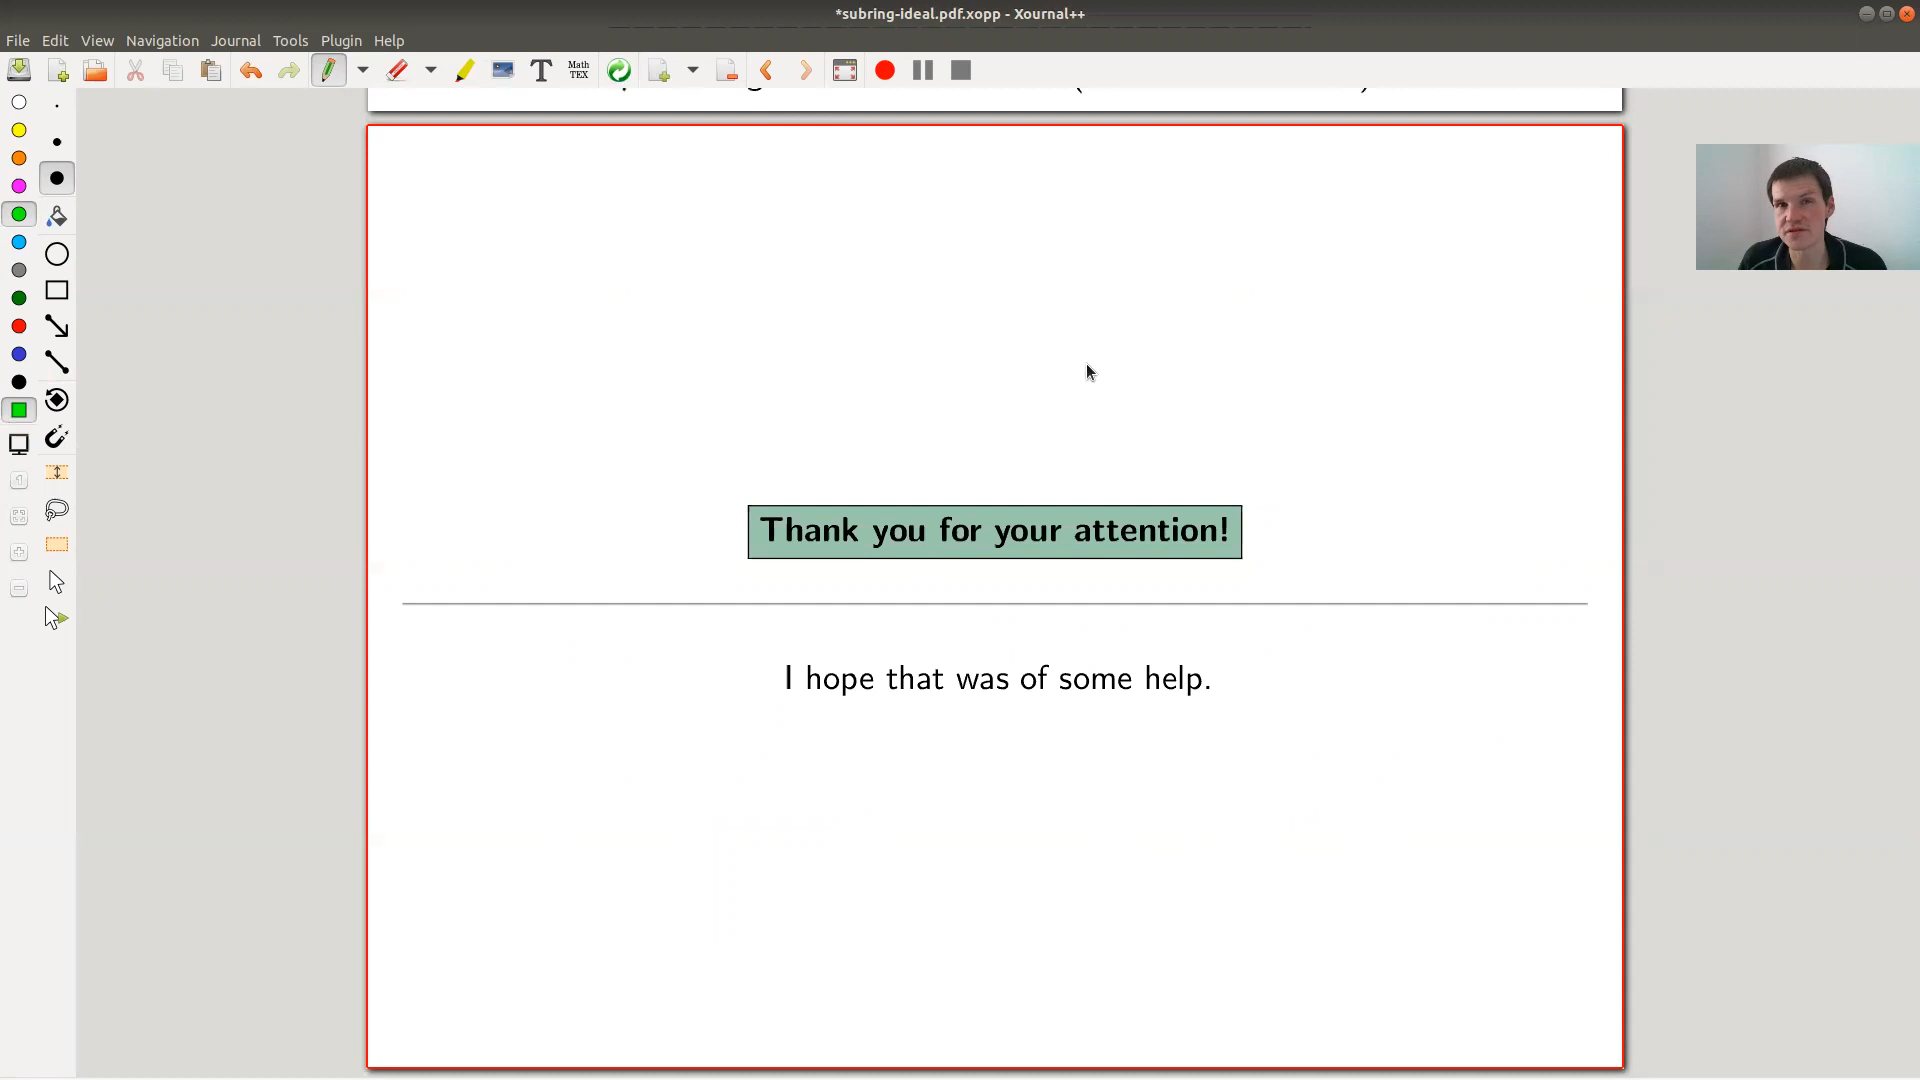 *subring-ideal.pdf.xopp - Xournal++
File Edit View Navigation Journal Tools Plugin Help
Math
TEX
Thank you for your attention!
I hope that was of some help.